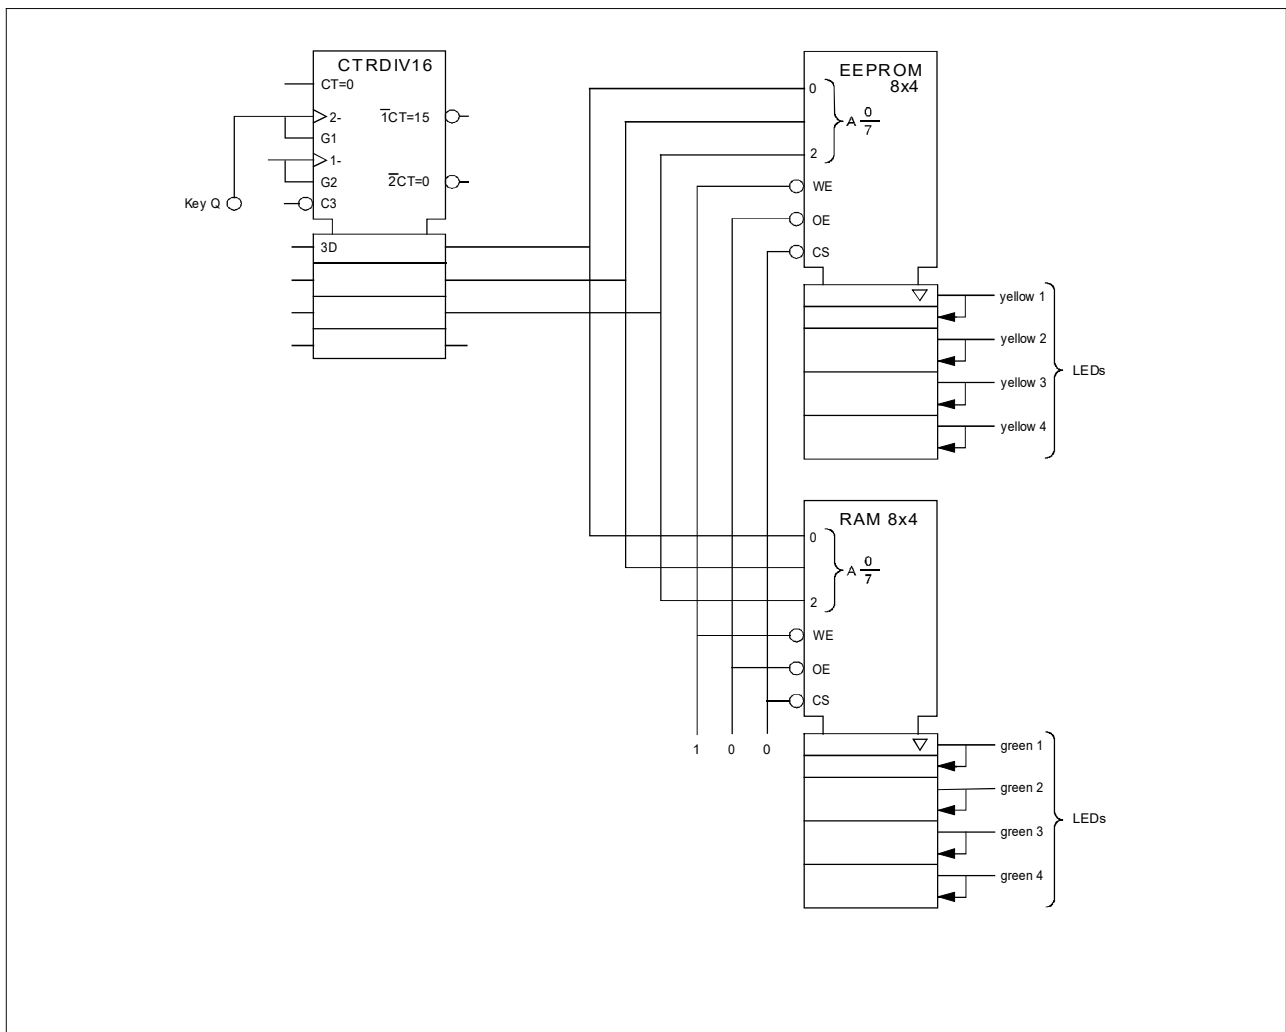 CTRDIV16
CT=0
2-
1CT=15
G1
1-
G2
2CT=0
Key Q
C3
3D
EEPROM
8x4
0
A 0/7
2
WE
OE
CS
yellow 1
yellow 2
yellow 3
yellow 4
LEDs
RAM 8x4
0
A 0/7
2
WE
OE
CS
1 0 0
green 1
green 2
green 3
green 4
LEDs